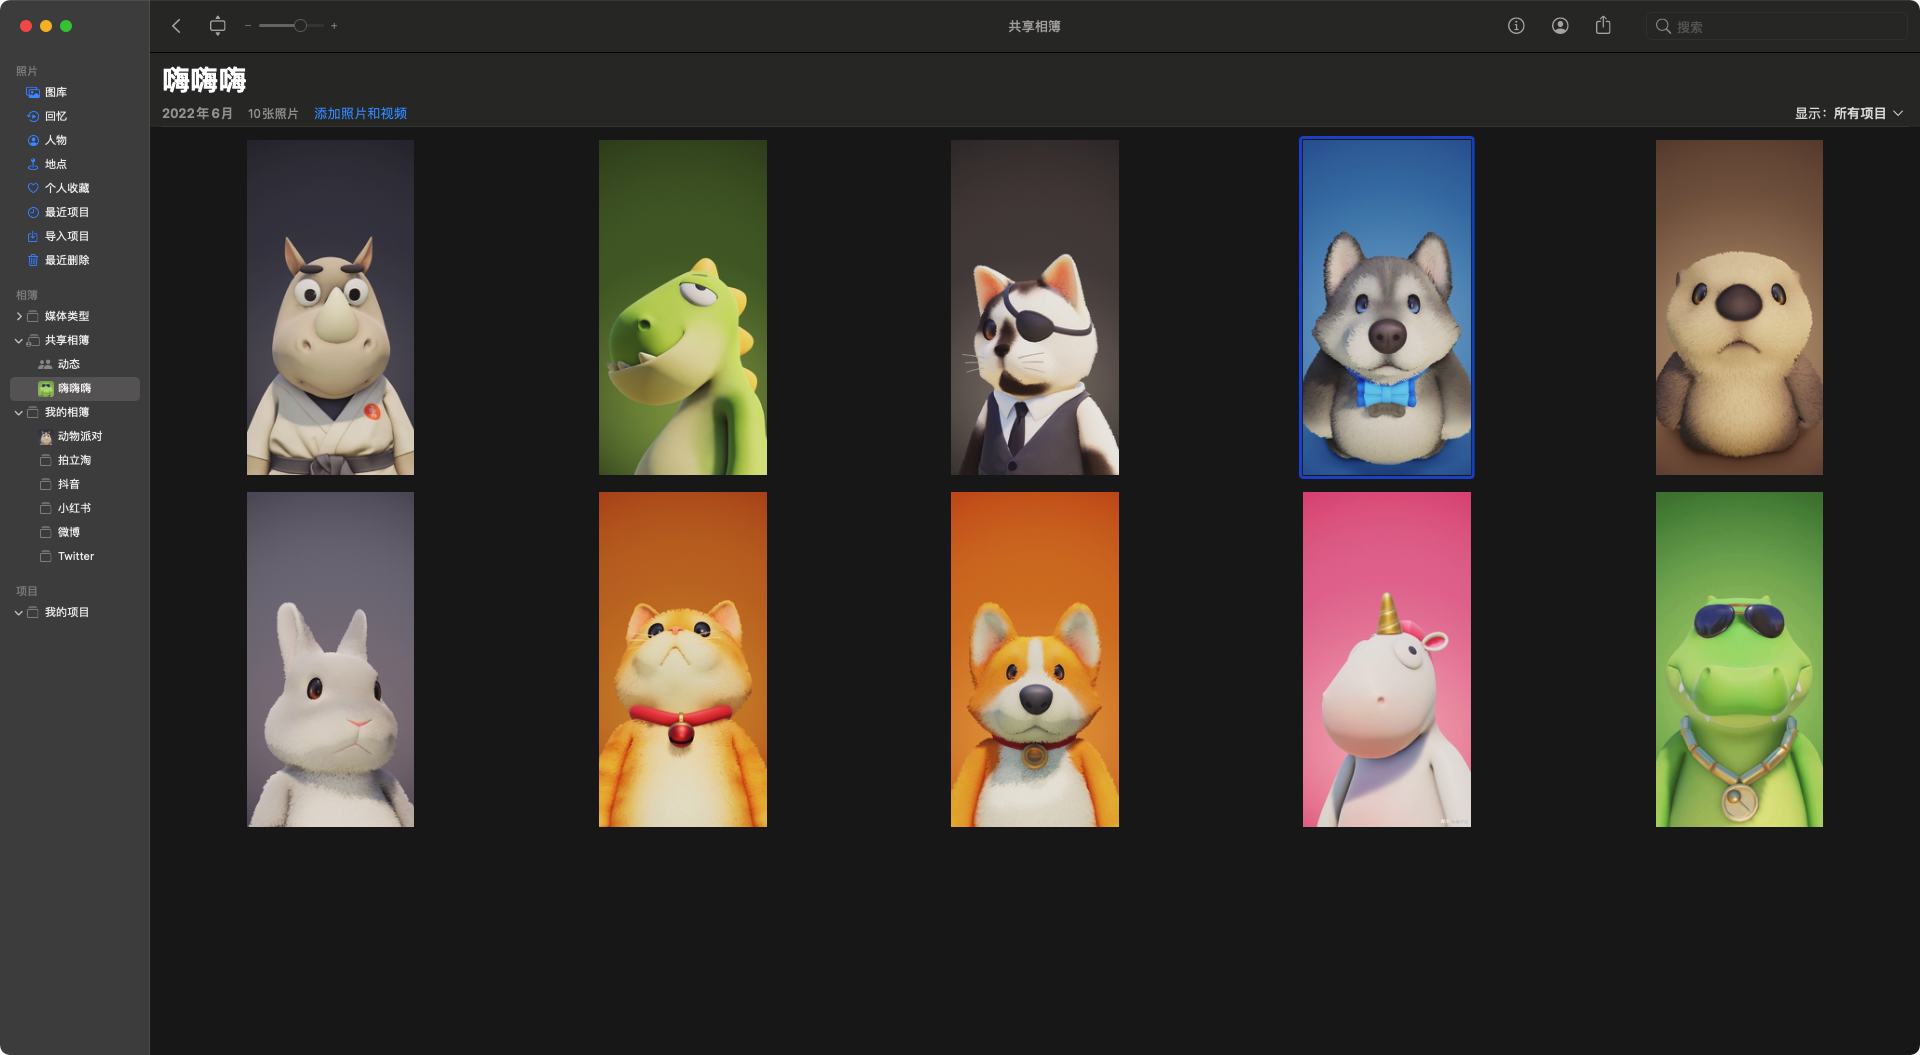 共享相簿
搜索
嗨嗨嗨
2022年6月 10张照片 添加照片和视频
显示：所有项目
照片
图库
回忆
人物
地点
个人收藏
最近项目
导入项目
最近删除
相簿
媒体类型
共享相簿
动态
嗨嗨嗨
我的相簿
动物派对
拍立淘
抖音
小红书
微博
Twitter
项目
我的项目